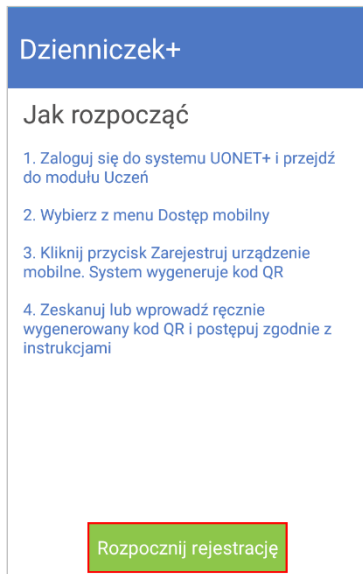 Dzienniczek+
Jak rozpocząć
1. Zaloguj się do systemu UONET+ i przejdź
do modułu Uczeń
2. Wybierz z menu Dostęp mobilny
3. Kliknij przycisk Zarejestruj urządzenie
mobilne. System wygeneruje kod QR
4. Zeskanuj lub wprowadź ręcznie
wygenerowany kod QR i postępuj zgodnie z
instrukcjami
Rozpocznij rejestrację